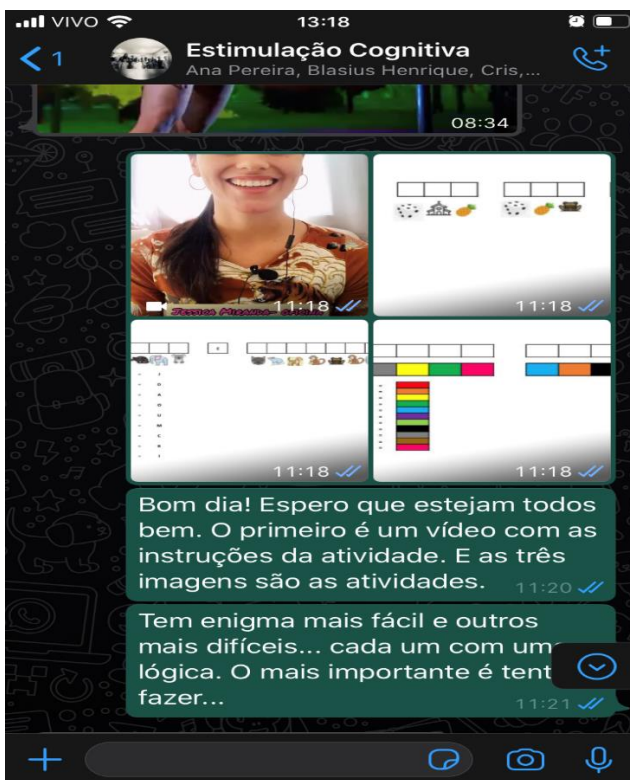 VIVO
13:18
1
Estimulação Cognitiva
Ana Pereira, Blasius Henrique, Cris,...
08:34
11:18
11:18
J
O
A
O
U
M
C
R
I
11:18
11:18
Bom dia! Espero que estejam todos
bem. O primeiro é um vídeo com as
instruções da atividade. E as três
imagens são as atividades.
11:20
Tem enigma mais fácil e outros
mais difíceis... cada um com
lógica. O mais importante é
fazer...
11:21